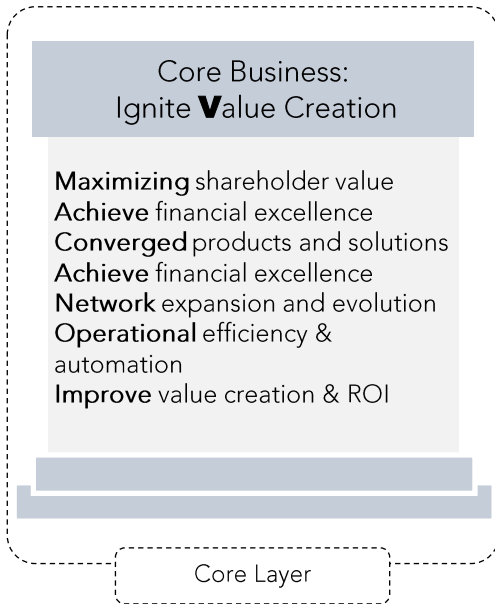 Core Business:
Ignite Value Creation
Maximizing shareholder value
Achieve financial excellence
Converged products and solutions
Achieve financial excellence
Network expansion and evolution
Operational efficiency &
automation
Improve value creation & ROI
Core Layer